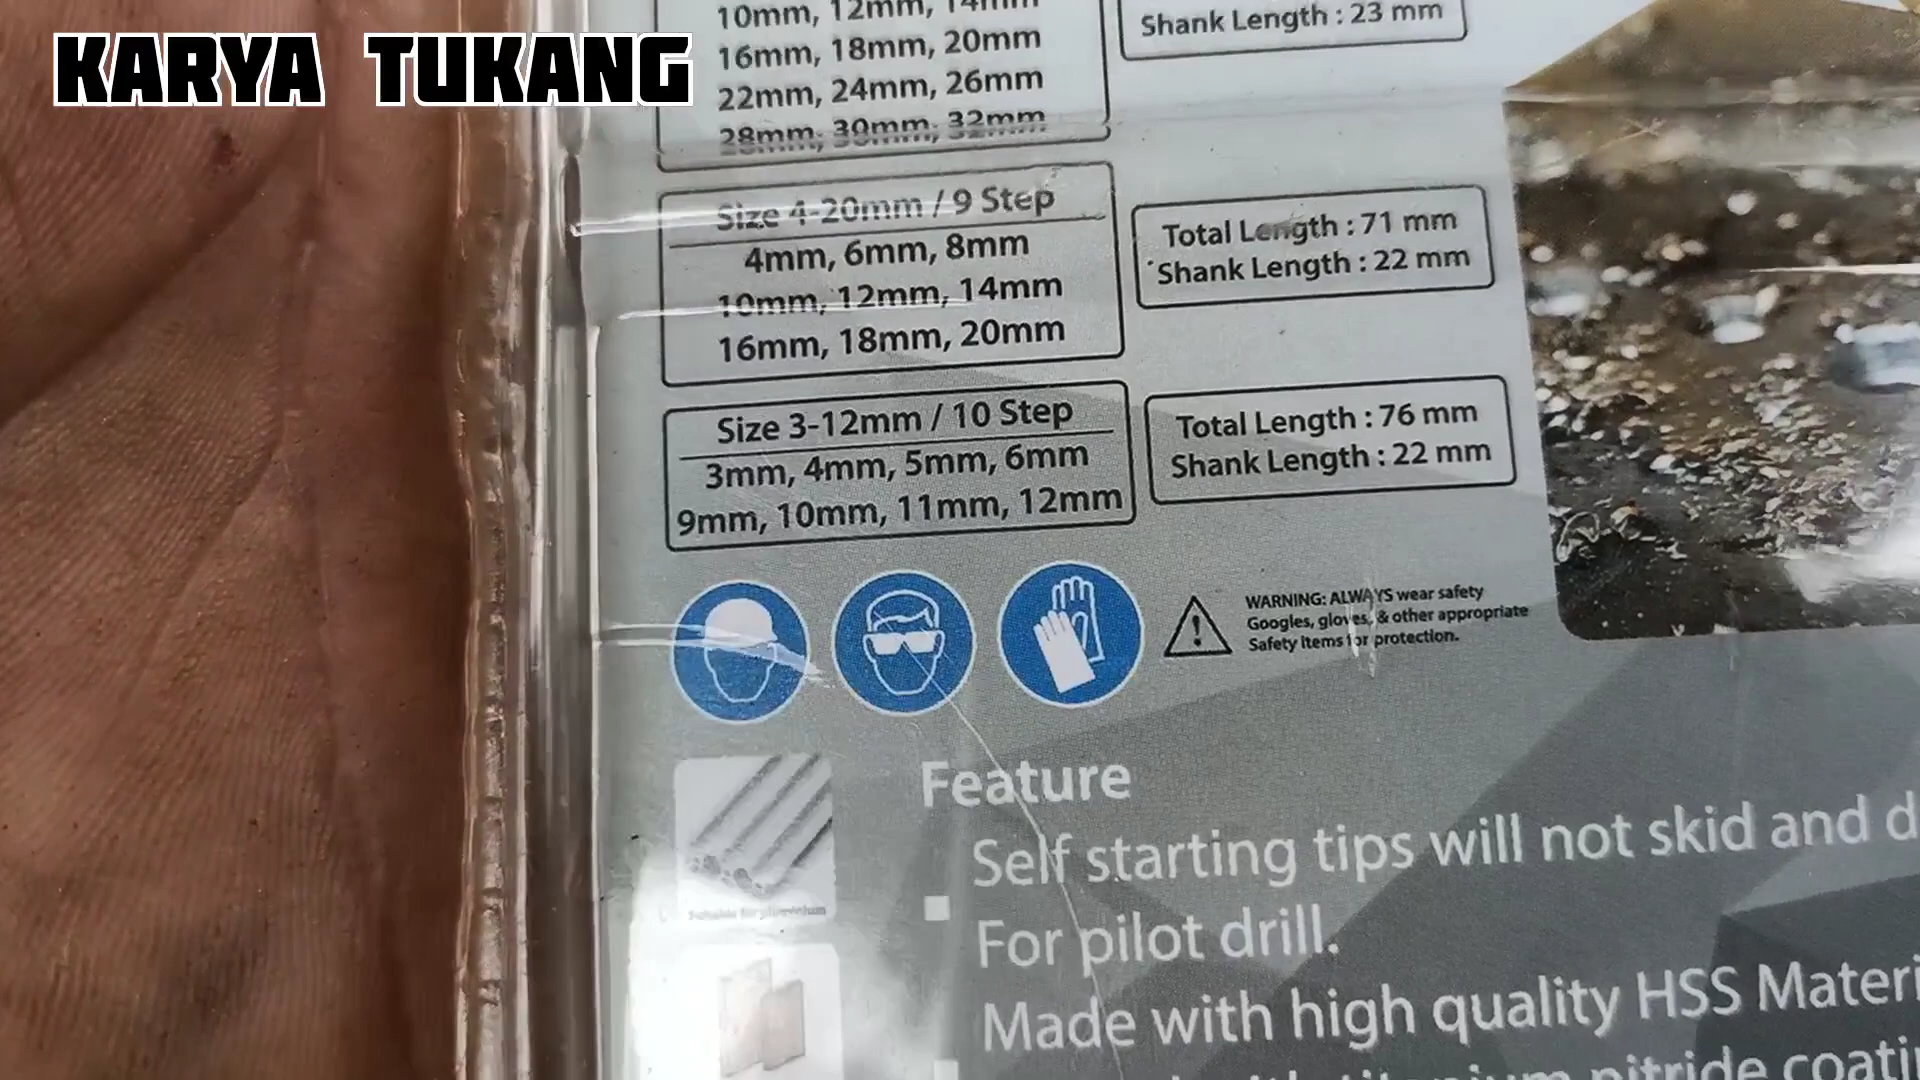 KARYA TUKANG
10mm, 12mm, 14mm
16mm, 18mm, 20mm
22mm, 24mm, 26mm
28mm, 30mm, 32mm
Shank Length : 23 mm
Size 4-20mm / 9 Step
4mm, 6mm, 8mm
10mm, 12mm, 14mm
16mm, 18mm, 20mm
Total Length : 71 mm
Shank Length : 22 mm
Size 3-12mm / 10 Step
3mm, 4mm, 5mm, 6mm
9mm, 10mm, 11mm, 12mm
Total Length : 76 mm
Shank Length : 22 mm
WARNING: ALWAYS wear safety
Googles, gloves, & other appropriate
Safety Items for protection.
Feature
Self starting tips will not skid and d
For pilot drill.
Made with high quality HSS Materi
titanium nitride coati